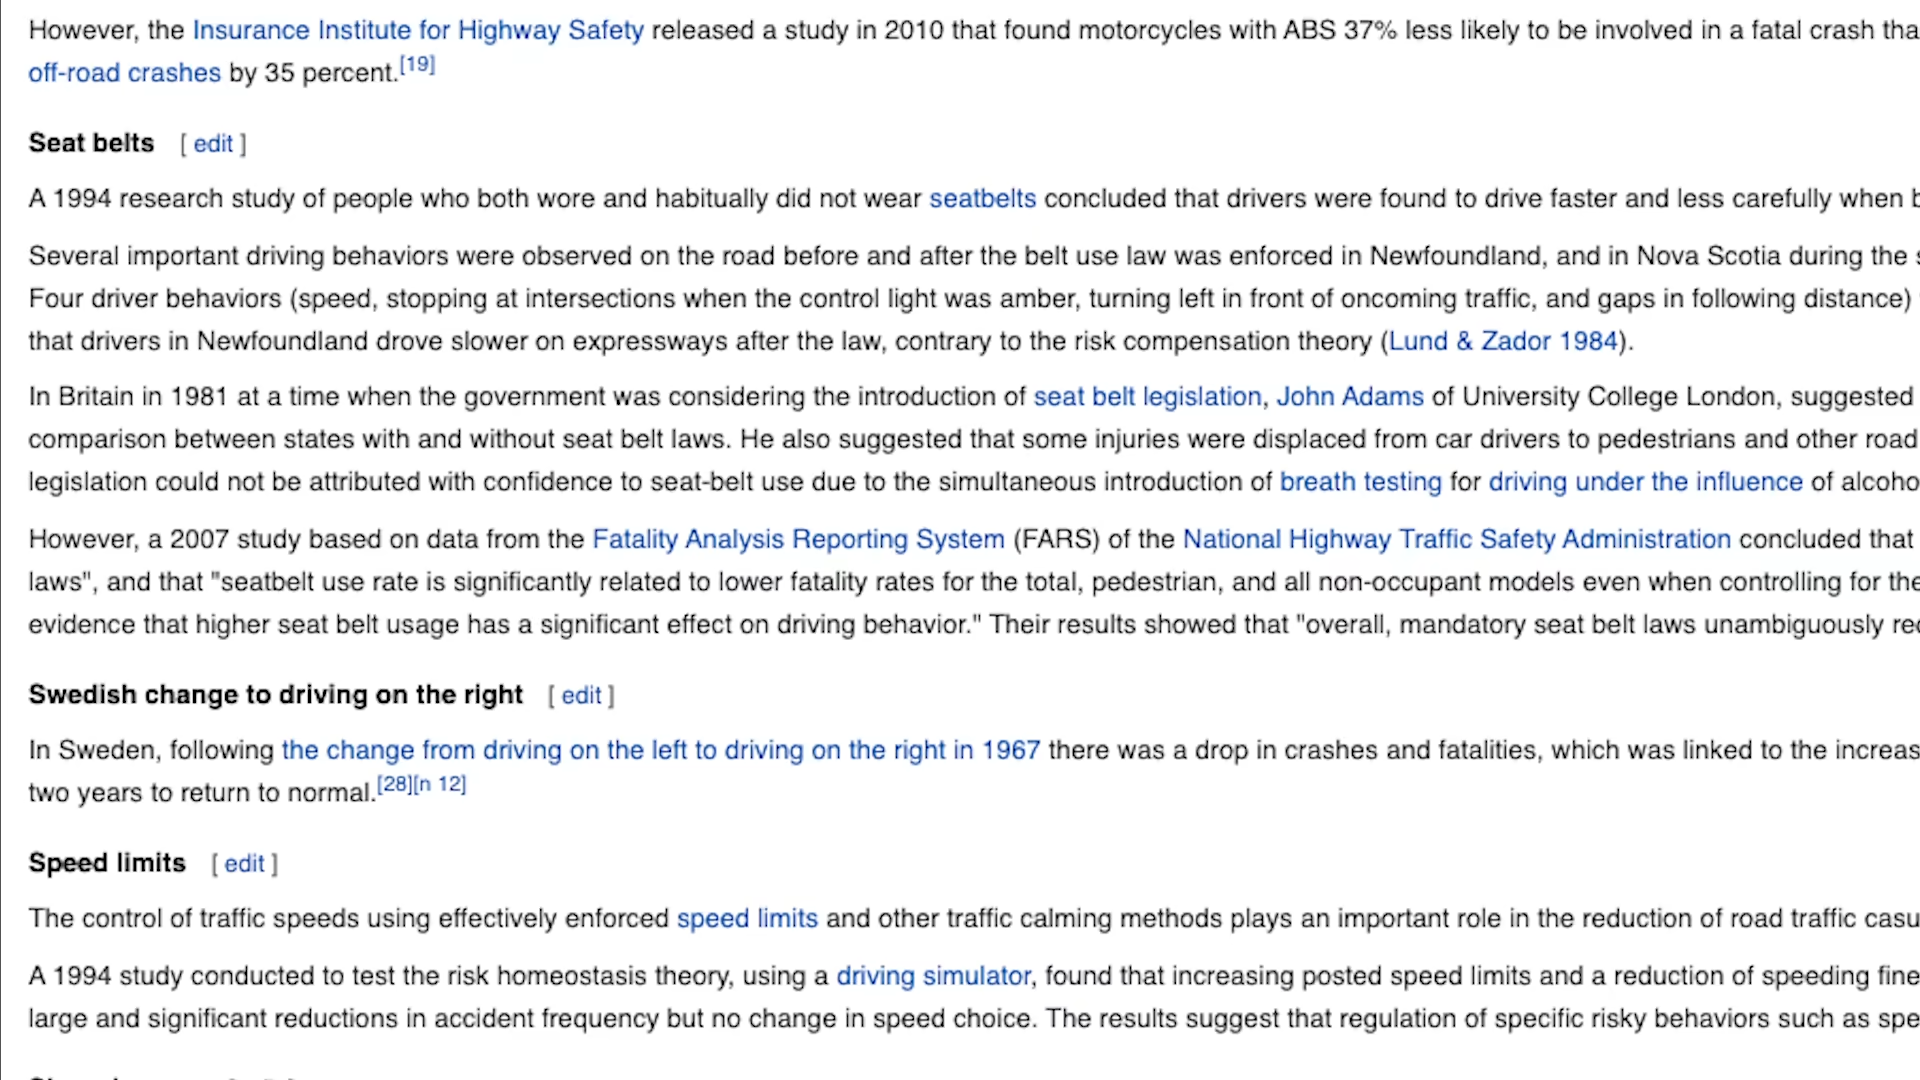 However, the Insurance Institute for Highway Safety released a study in 2010 that found motorcycles with ABS 37% less likely to be involved in a fatal crash
off-road crashes by 35 percent.[19]
Seat belts [ edit ]
A 1994 research study of people who both wore and habitually did not wear seatbelts concluded that drivers were found to drive faster and less carefully when
Several important driving behaviors were observed on the road before and after the belt use law was enforced in Newfoundland, and in Nova Scotia during the
Four driver behaviors (speed, stopping at intersections when the control light was amber, turning left in front of oncoming traffic, and gaps in following distance)
that drivers in Newfoundland drove slower on expressways after the law, contrary to the risk compensation theory (Lund & Zador 1984).
In Britain in 1981 at a time when the government was considering the introduction of seat belt legislation, John Adams of University College London, suggested
comparison between states with and without seat belt laws. He also suggested that some injuries were displaced from car drivers to pedestrians and other road
legislation could not be attributed with confidence to seat-belt use due to the simultaneous introduction of breath testing for driving under the influence of
However, a 2007 study based on data from the Fatality Analysis Reporting System (FARS) of the National Highway Traffic Safety Administration concluded that
laws", and that "seatbelt use rate is significantly related to lower fatality rates for the total, pedestrian, and all non-occupant models even when controlling for
evidence that higher seat belt usage has a significant effect on driving behavior." Their results showed that "overall, mandatory seat belt laws unambiguously
Swedish change to driving on the right [ edit ]
In Sweden, following the change from driving on the left to driving on the right in 1967 there was a drop in crashes and fatalities, which was linked to the
two years to return to normal.[28][n 12]
Speed limits [ edit ]
The control of traffic speeds using effectively enforced speed limits and other traffic calming methods plays an important role in the reduction of road traffic
A 1994 study conducted to test the risk homeostasis theory, using a driving simulator, found that increasing posted speed limits and a reduction of speeding
large and significant reductions in accident frequency but no change in speed choice. The results suggest that regulation of specific risky behaviors such as